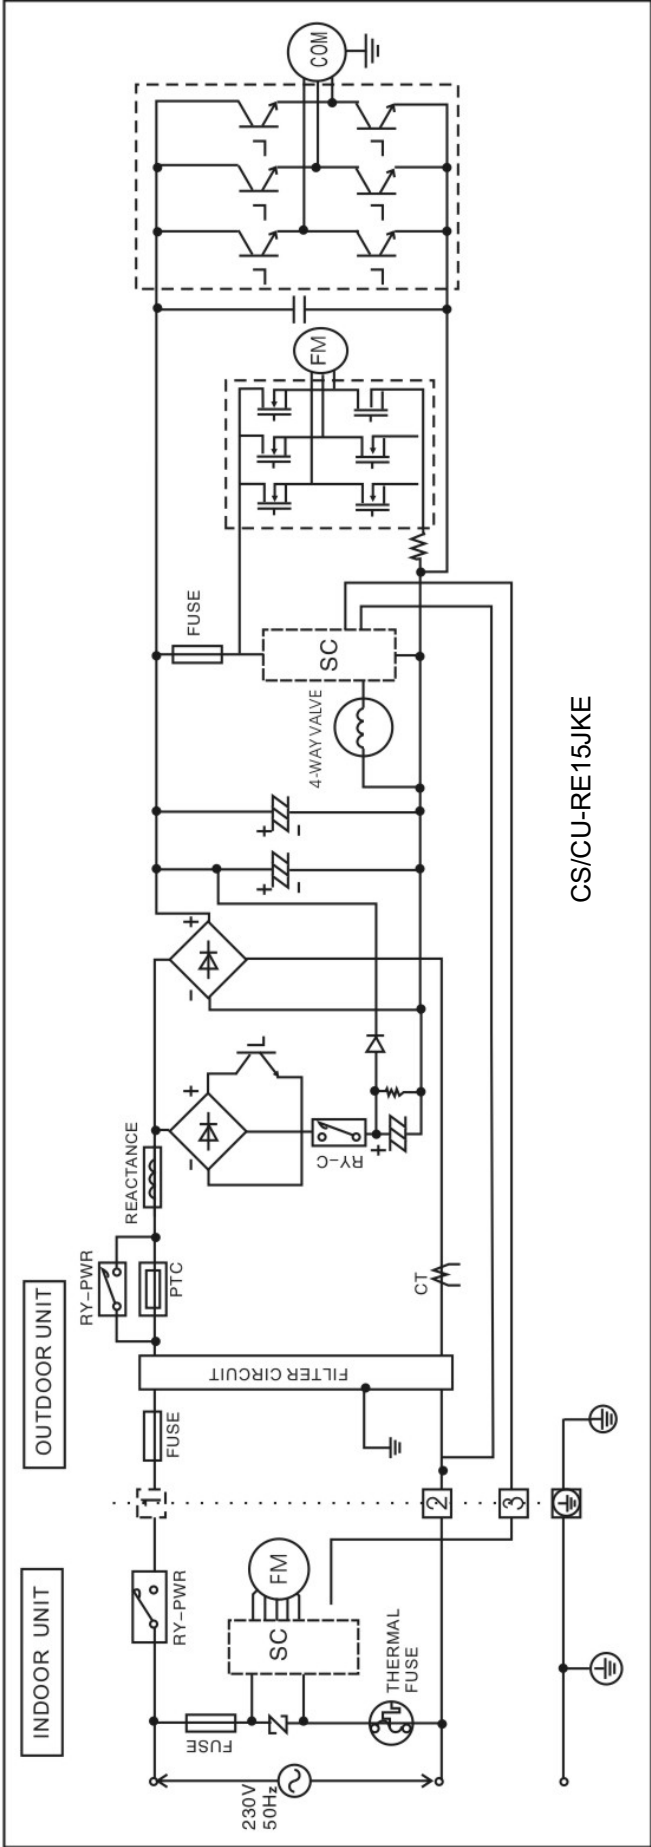 INDOOR UNIT
OUTDOOR UNIT
230V
50Hz
FUSE
THERMAL
FUSE
SC
FM
RY-PWR
1
2
3
FUSE
FILTER CIRCUIT
RY-PWR
PTC
CT
REACTANCE
- +
RY-C
+
- +
+ -
+ -
4-WAY VALVE
SC
FUSE
FM
COM
CS/CU-RE15JKE